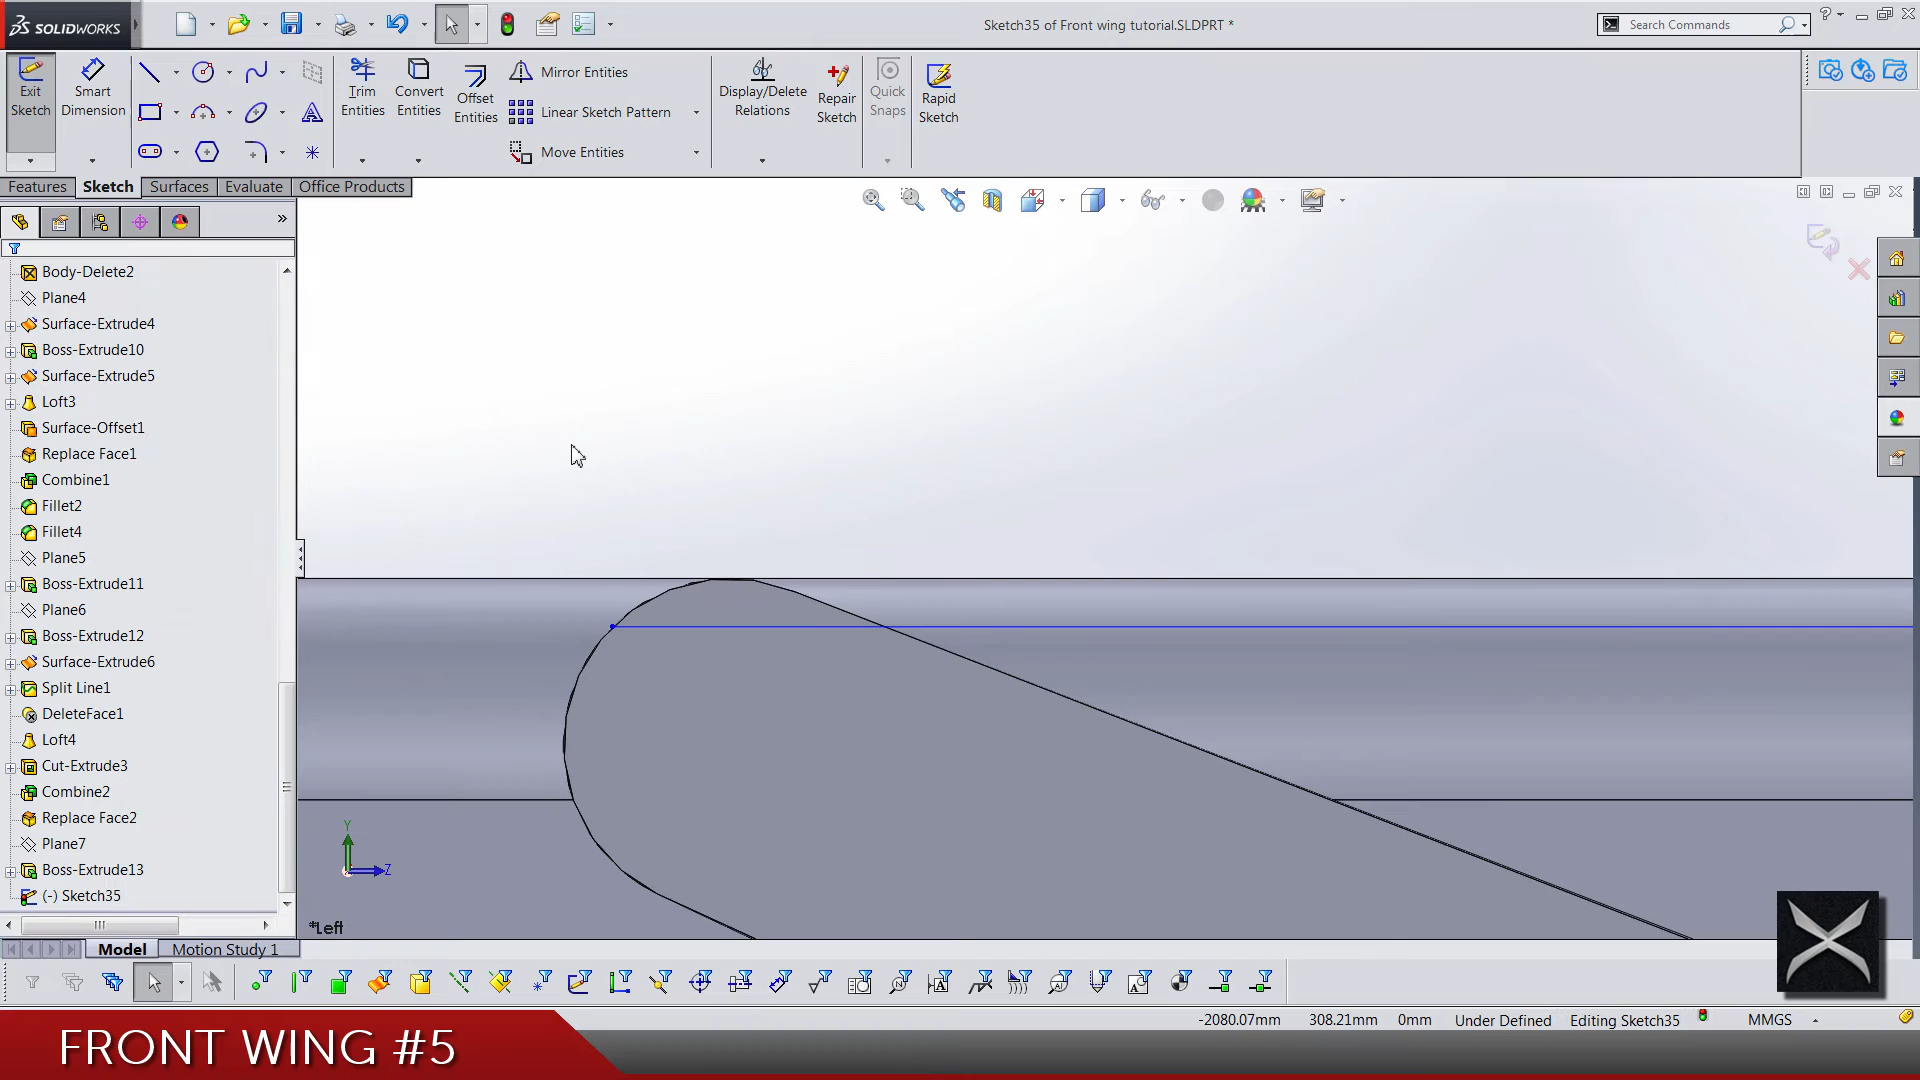 SOLIDWORKS
Sketch35 of Front wing tutorial.SLDPRT *
Search Commands
Exit Sketch
Smart Dimension
Trim Entities
Convert Entities
Offset Entities
Mirror Entities
Linear Sketch Pattern
Move Entities
Display/Delete Relations
Repair Sketch
Quick Snaps
Rapid Sketch
Features
Sketch
Surfaces
Evaluate
Office Products
Body-Delete2
Plane4
Surface-Extrude4
Boss-Extrude10
Surface-Extrude5
Loft3
Surface-Offset1
Replace Face1
Combine1
Fillet2
Fillet4
Plane5
Boss-Extrude11
Plane6
Boss-Extrude12
Surface-Extrude6
Split Line1
DeleteFace1
Loft4
Cut-Extrude3
Combine2
Replace Face2
Plane7
Boss-Extrude13
(-) Sketch35
Y
Z
*Left
Model
Motion Study 1
-2080.07mm
308.21mm
0mm
Under Defined
Editing Sketch35
MMGS
FRONT WING #5